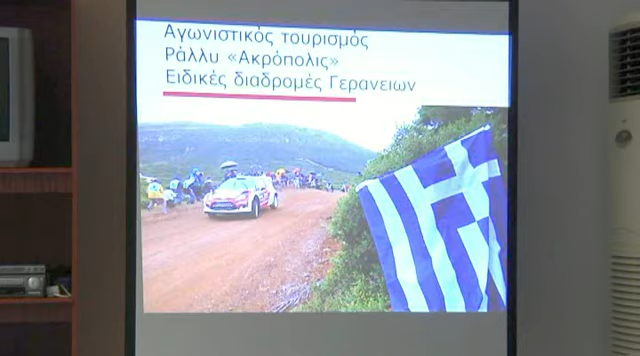 Αγωνιστικός τουρισμός
Ράλλυ «Ακρόπολις»
Ειδικές διαδρομές Γερανειων